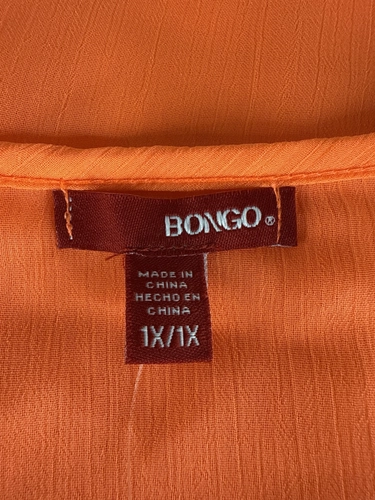 BONGO®
MADE IN
CHINA
HECHO EN
CHINA
1X/1X